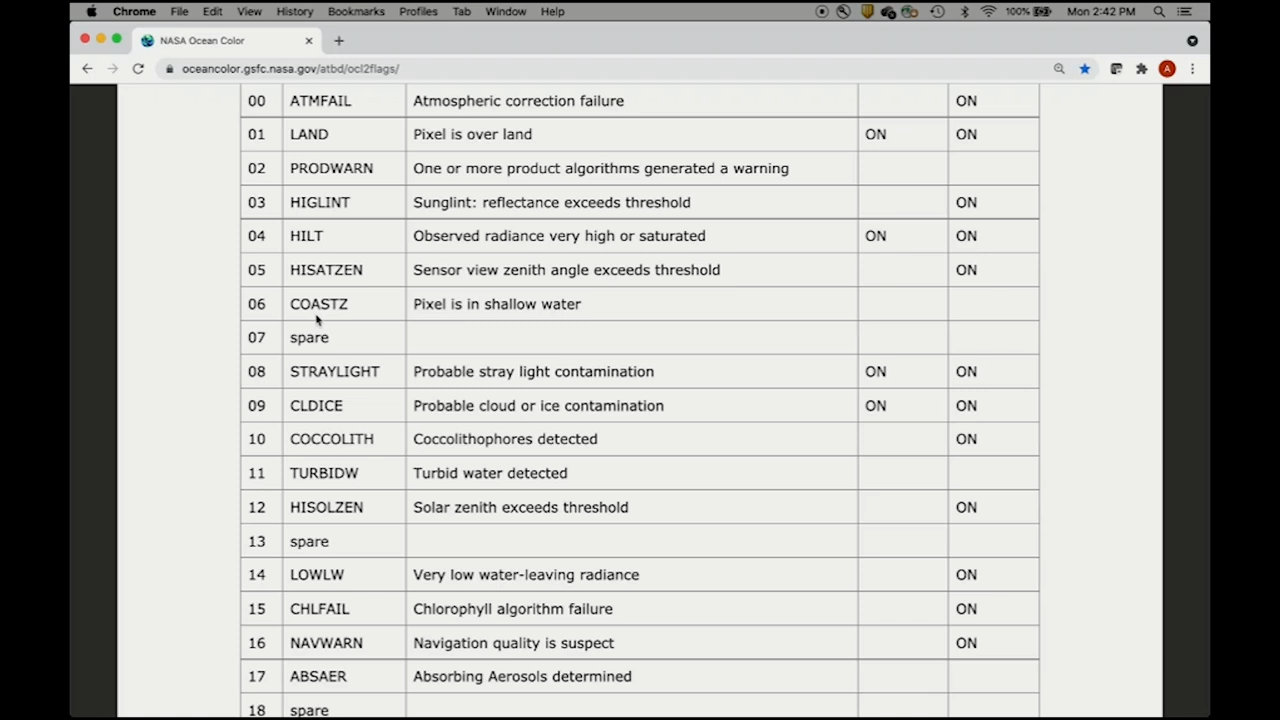 Chrome File Edit View History Bookmarks Profiles Tab Window Help 100% Mon 2:42 PM
NASA Ocean Color
oceancolor.gsfc.nasa.gov/atbd/ocl2flags/ A
00 ATMFAIL Atmospheric correction failure ON
01 LAND Pixel is over land ON ON
02 PRODWARN One or more product algorithms generated a warning
03 HIGLINT Sunglint: reflectance exceeds threshold ON
04 HILT Observed radiance very high or saturated ON ON
05 HISATZEN Sensor view zenith angle exceeds threshold ON
06 COASTZ Pixel is in shallow water
07 spare
08 STRAYLIGHT Probable stray light contamination ON ON
09 CLDICE Probable cloud or ice contamination ON ON
10 COCCOLITH Coccolithophores detected ON
11 TURBIDW Turbid water detected
12 HISOLZEN Solar zenith exceeds threshold ON
13 spare
14 LOWLW Very low water-leaving radiance ON
15 CHLFAIL Chlorophyll algorithm failure ON
16 NAVWARN Navigation quality is suspect ON
17 ABSAER Absorbing Aerosols determined
18 spare